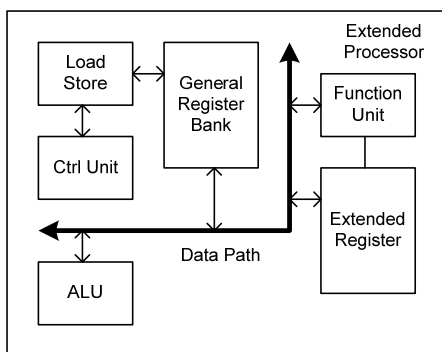 Extended
Processor
Load
Store
General
Register
Bank
Function
Unit
Ctrl Unit
Extended
Register
Data Path
ALU